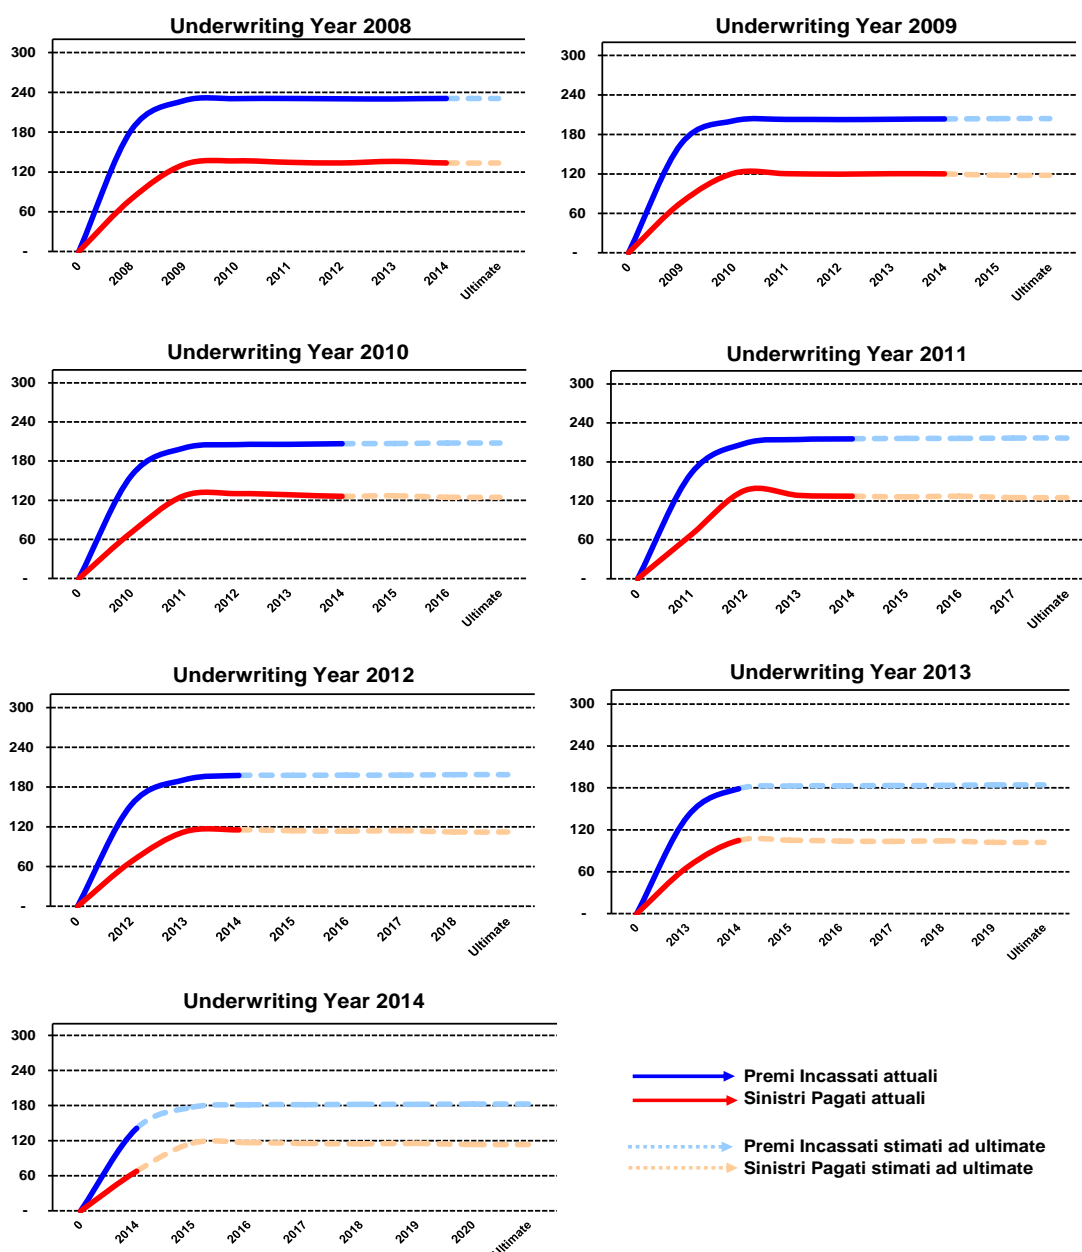 Underwriting Year 2008
300
240
180
120
60
-
0 2008 2009 2010 2011 2012 2013 2014 Ultimate
Underwriting Year 2009
300
240
180
120
60
-
0 2009 2010 2011 2012 2013 2014 2015 Ultimate
Underwriting Year 2010
300
240
180
120
60
-
0 2010 2011 2012 2013 2014 2015 2016 Ultimate
Underwriting Year 2011
300
240
180
120
60
-
0 2011 2012 2013 2014 2015 2016 2017 Ultimate
Underwriting Year 2012
300
240
180
120
60
-
0 2012 2013 2014 2015 2016 2017 2018 Ultimate
Underwriting Year 2013
300
240
180
120
60
-
0 2013 2014 2015 2016 2017 2018 2019 Ultimate
Underwriting Year 2014
300
240
180
120
60
-
0 2014 2015 2016 2017 2018 2019 2020 Ultimate
Premi Incassati attuali
Sinistri Pagati attuali
Premi Incassati stimati ad ultimate
Sinistri Pagati stimati ad ultimate